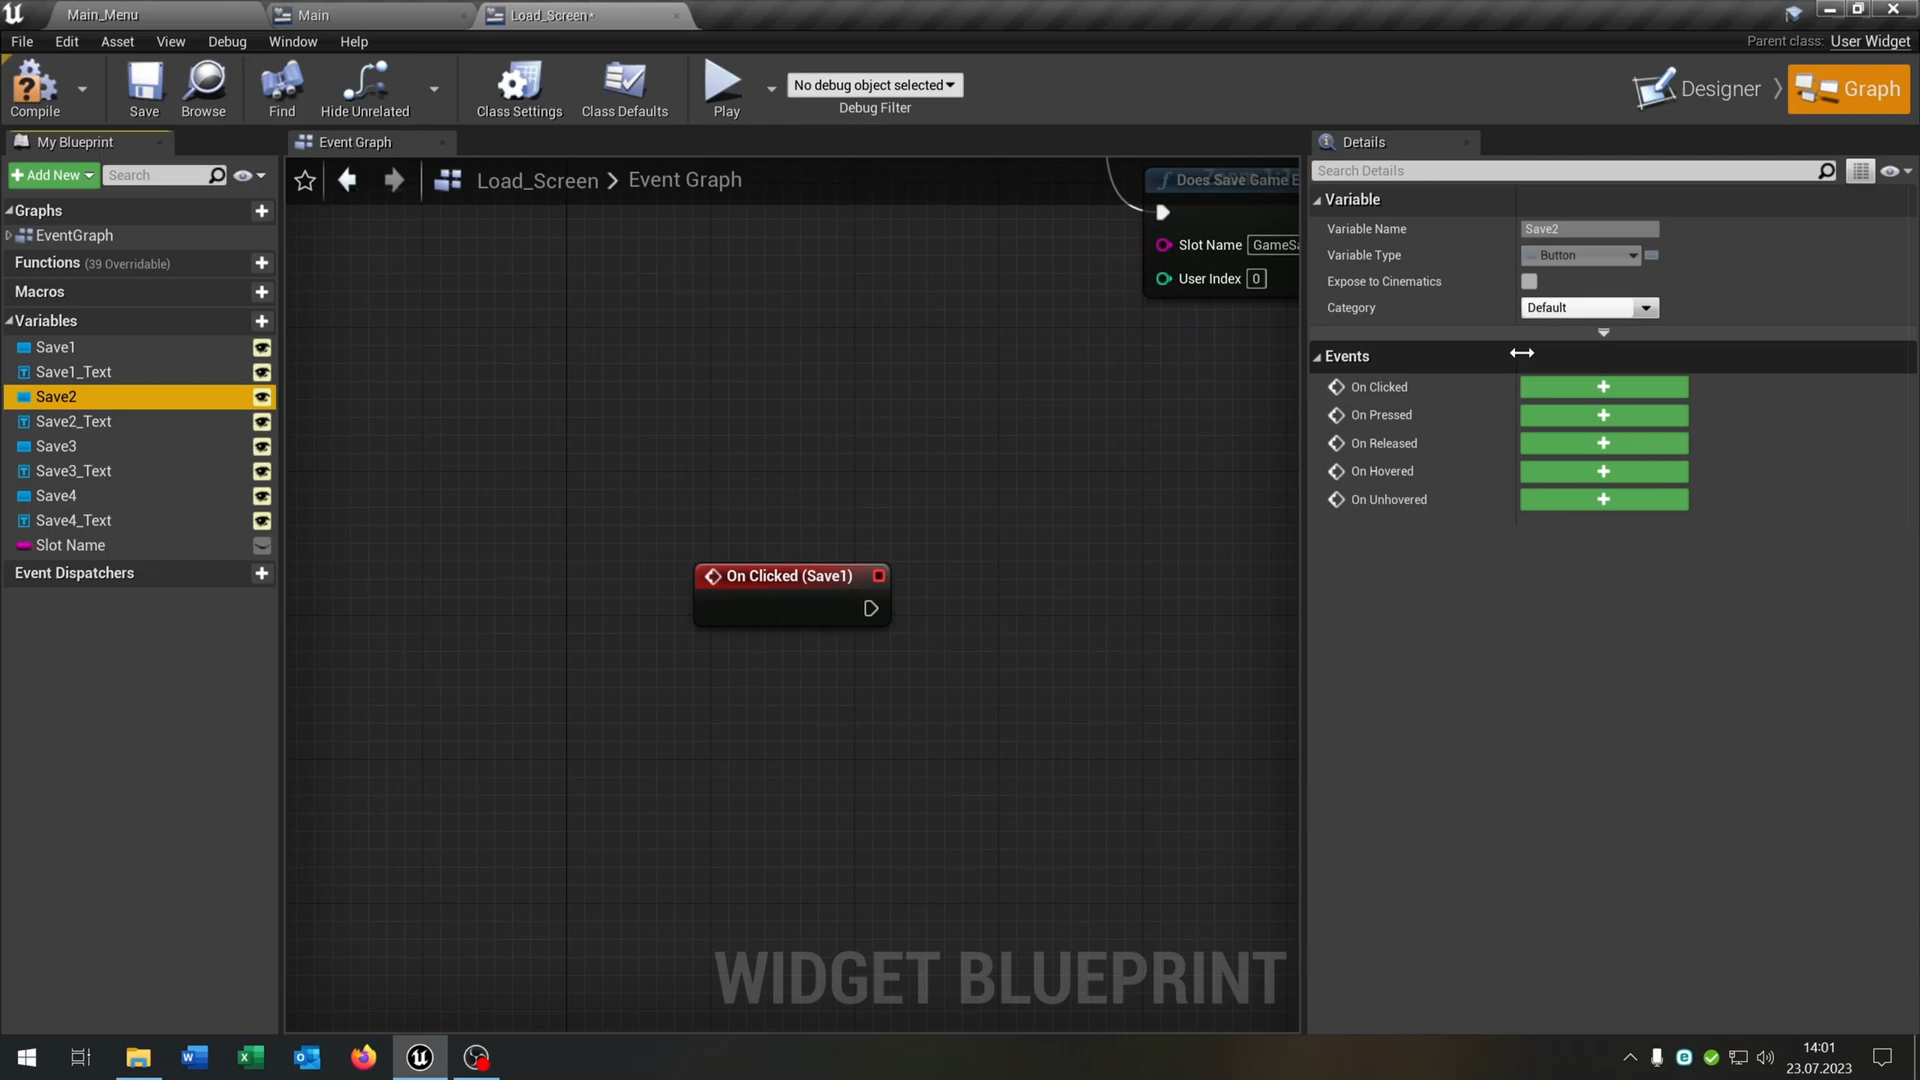 Main_Menu
Main
Load_Screen*
File
Edit
Asset
View
Debug
Window
Help
Parent class:
User Widget
Compile
Save
Browse
Find
Hide Unrelated
Class Settings
Class Defaults
Play
No debug object selected
Debug Filter
Designer
Graph
My Blueprint
Event Graph
Details
Add New
Search
Load_Screen > Event Graph
Search Details
Graphs
EventGraph
Functions (39 Overridable)
Macros
Variables
Save1
Save1_Text
Save2
Save2_Text
Save3
Save3_Text
Save4
Save4_Text
Slot Name
Event Dispatchers
Does Save Game E
Slot Name
GameSa
User Index
0
On Clicked (Save1)
WIDGET BLUEPRINT
Variable
Variable Name
Save2
Variable Type
Button
Expose to Cinematics
Category
Default
Events
On Clicked
On Pressed
On Released
On Hovered
On Unhovered
14:01
23.07.2023